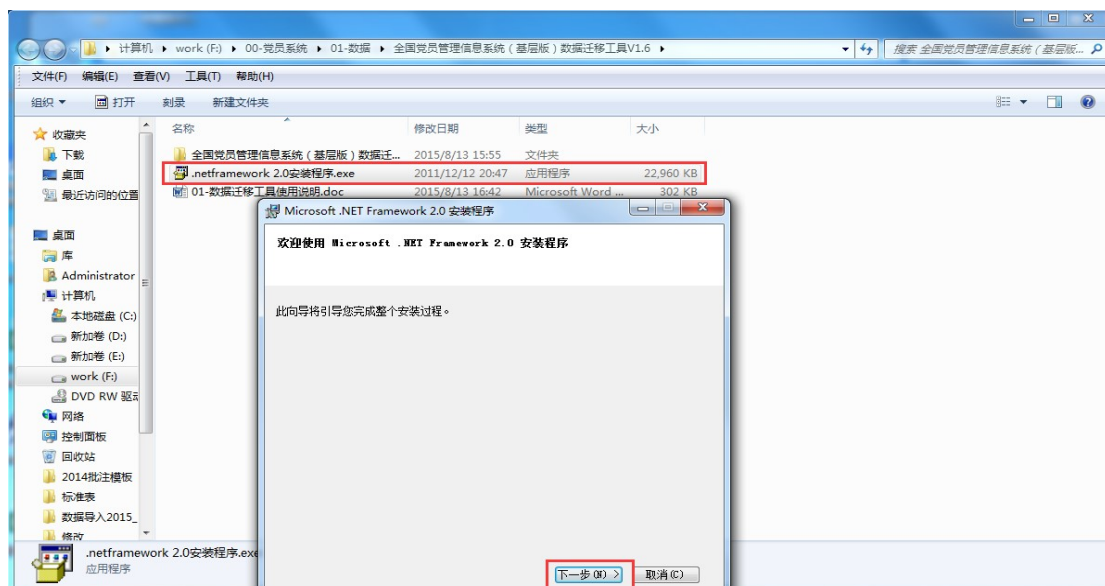 计算机 ▸ work (F:) ▸ 00-党员系统 ▸ 01-数据 ▸ 全国党员管理信息系统（基层版）数据迁移工具V1.6 ▸
搜索 全国党员管理信息系统（基层版...
文件(F) 编辑(E) 查看(V) 工具(T) 帮助(H)
组织 打开 刻录 新建文件夹
收藏夹
下载
桌面
最近访问的位置
桌面
库
Administrator
计算机
本地磁盘 (C:)
新加卷 (D:)
新加卷 (E:)
work (F:)
DVD RW 驱动
网络
控制面板
回收站
2014批注模板
标准表
数据导入2015_
修改
名称 修改日期 类型 大小
全国党员管理信息系统（基层版）数据迁... 2015/8/13 15:55 文件夹
.netframework 2.0安装程序.exe 2011/12/12 20:47 应用程序 22,960 KB
01-数据迁移工具使用说明.doc 2015/8/13 16:42 Microsoft Word ... 302 KB
Microsoft .NET Framework 2.0 安装程序
欢迎使用 Microsoft .NET Framework 2.0 安装程序
此向导将引导您完成整个安装过程。
下一步(N) > 取消(C)
.netframework 2.0安装程序.exe
应用程序